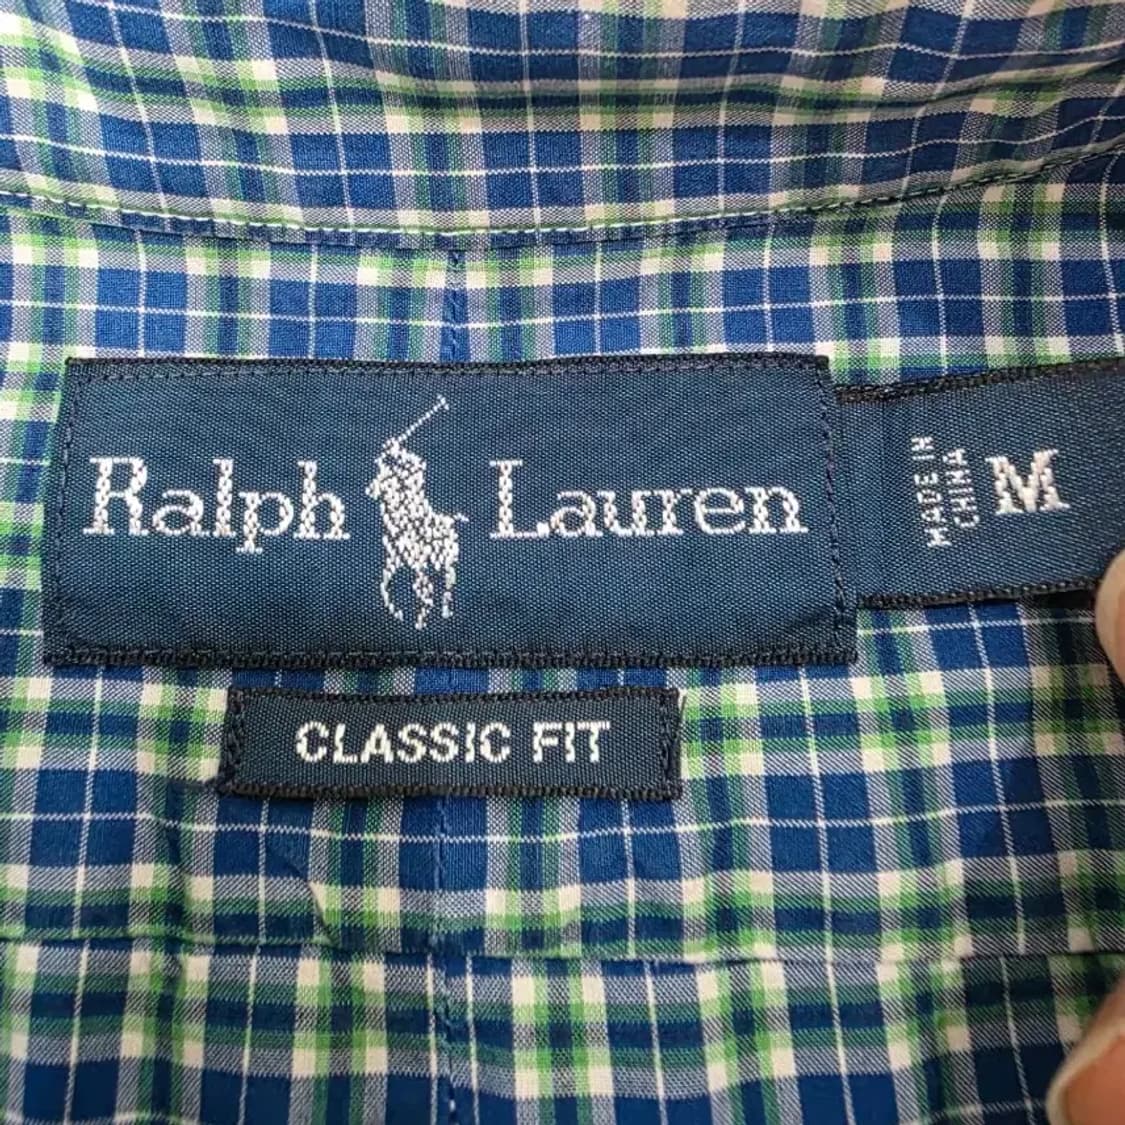 Ralph Lauren
MADE IN
CHINA
M
CLASSIC FIT